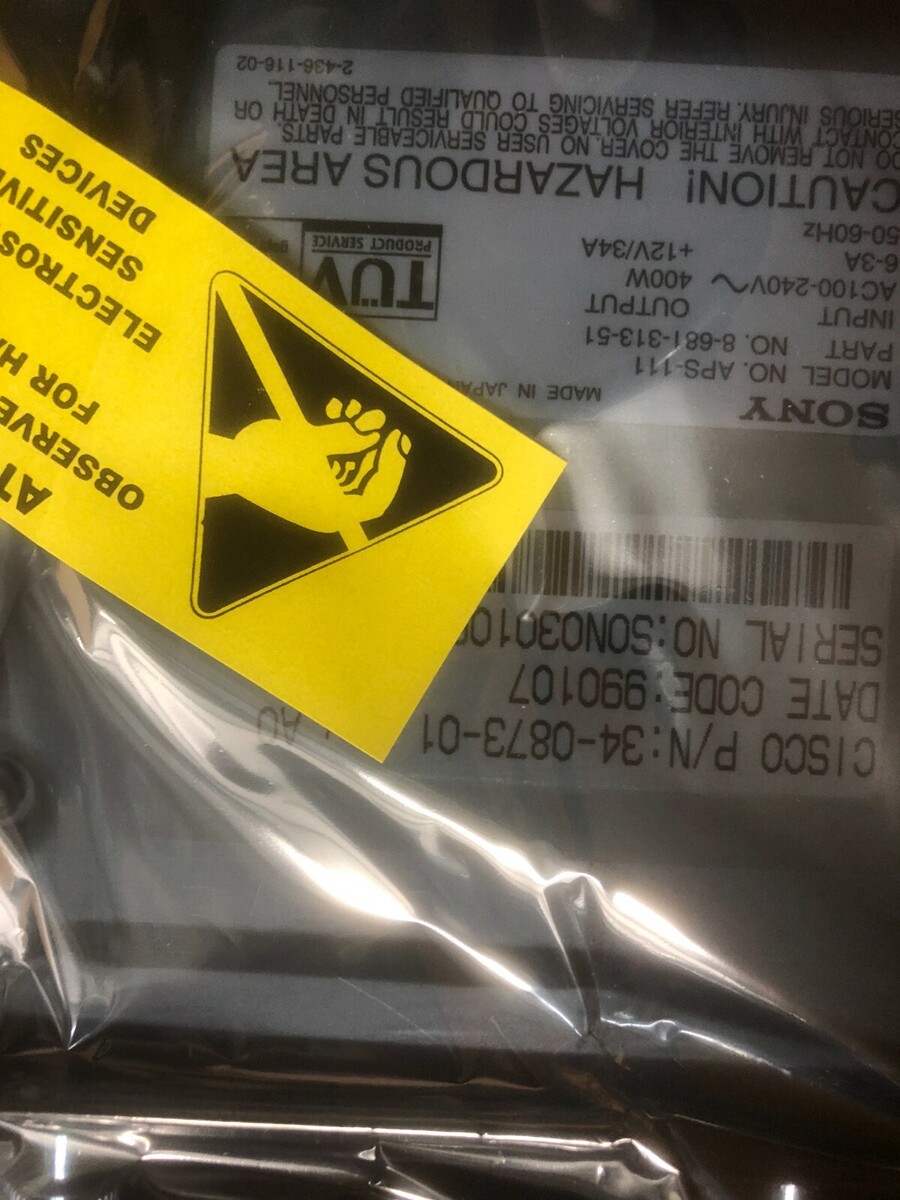 CISCO P/N:34-0873-01
DATE CODE:990107
SERIAL NO:SON03010
SONY
MADE IN JAPAN
MODEL NO. APS-111
PART NO. 8-681-313-51
INPUT OUTPUT
AC100-240V~ 400W
6-3A +12V/34A
50-60Hz
TÜV
PRODUCT SERVICE
CAUTION! HAZARDOUS AREA
DO NOT REMOVE THE COVER. NO USER SERVICEABLE PARTS.
CONTACT WITH INTERIOR VOLTAGES COULD RESULT IN DEATH OR
SERIOUS INJURY. REFER SERVICING TO QUALIFIED PERSONNEL.
2-436-116-02
AT
OBSERVE
FOR HA
ELECTROS
SENSITIVE
DEVICES